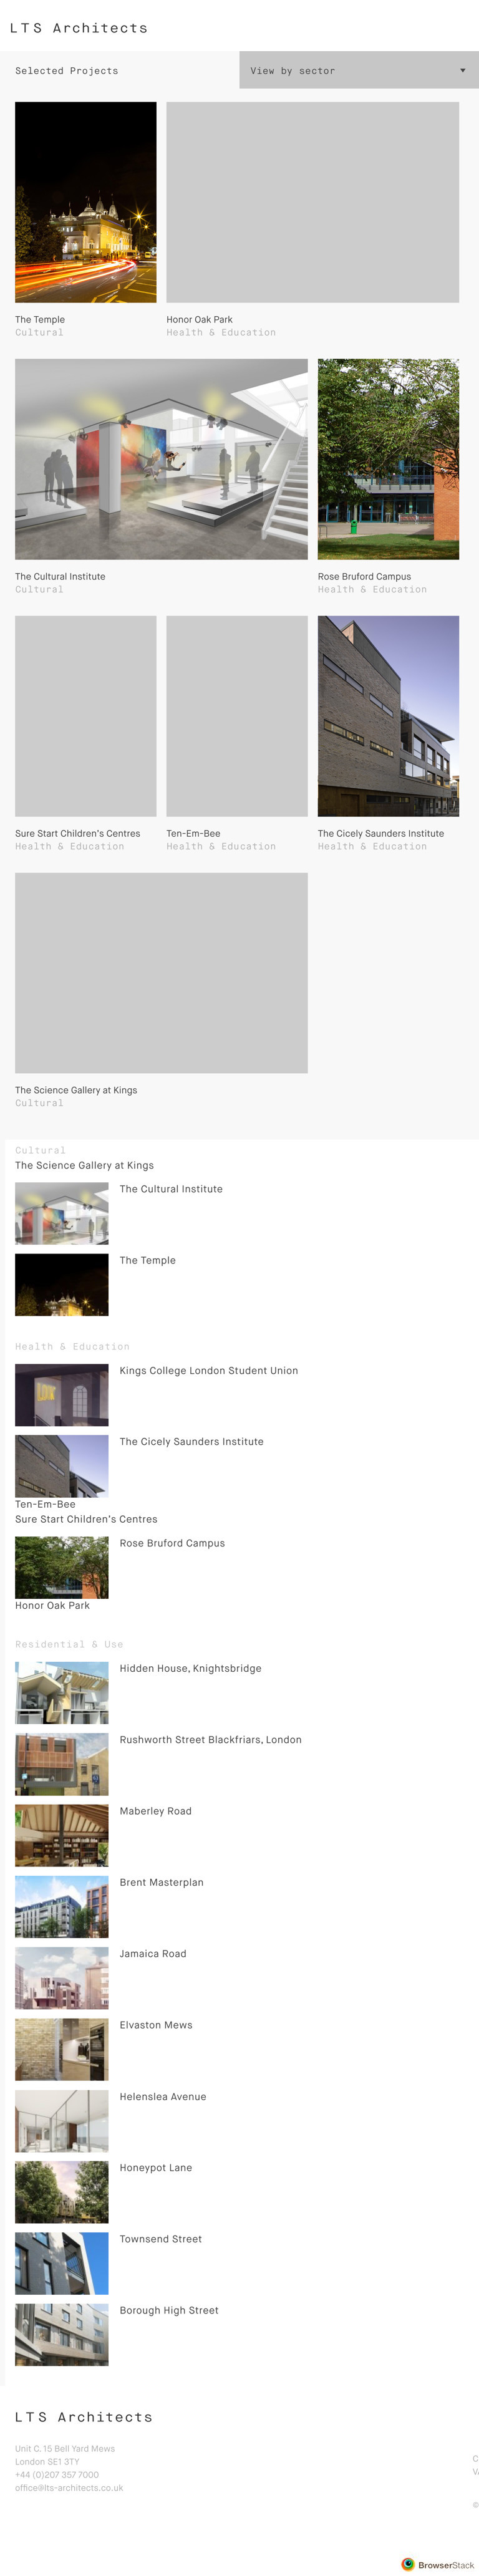 LTS Architects
Selected Projects
View by sector
The Temple
Cultural
Honor Oak Park
Health & Education
The Cultural Institute
Cultural
Rose Bruford Campus
Health & Education
Sure Start Children's Centres
Health & Education
Ten-Em-Bee
Health & Education
The Cicely Saunders Institute
Health & Education
The Science Gallery at Kings
Cultural
Cultural
The Science Gallery at Kings
The Cultural Institute
The Temple
Health & Education
Kings College London Student Union
The Cicely Saunders Institute
Ten-Em-Bee
Sure Start Children's Centres
Rose Bruford Campus
Honor Oak Park
Residential & Use
Hidden House, Knightsbridge
Rushworth Street Blackfriars, London
Maberley Road
Brent Masterplan
Jamaica Road
Elvaston Mews
Helenslea Avenue
Honeypot Lane
Townsend Street
Borough High Street
LTS Architects
Unit C, 15 Bell Yard Mews
London SE1 3TY
+44 (0)207 357 7000
office@lts-architects.co.uk
©
BrowserStack